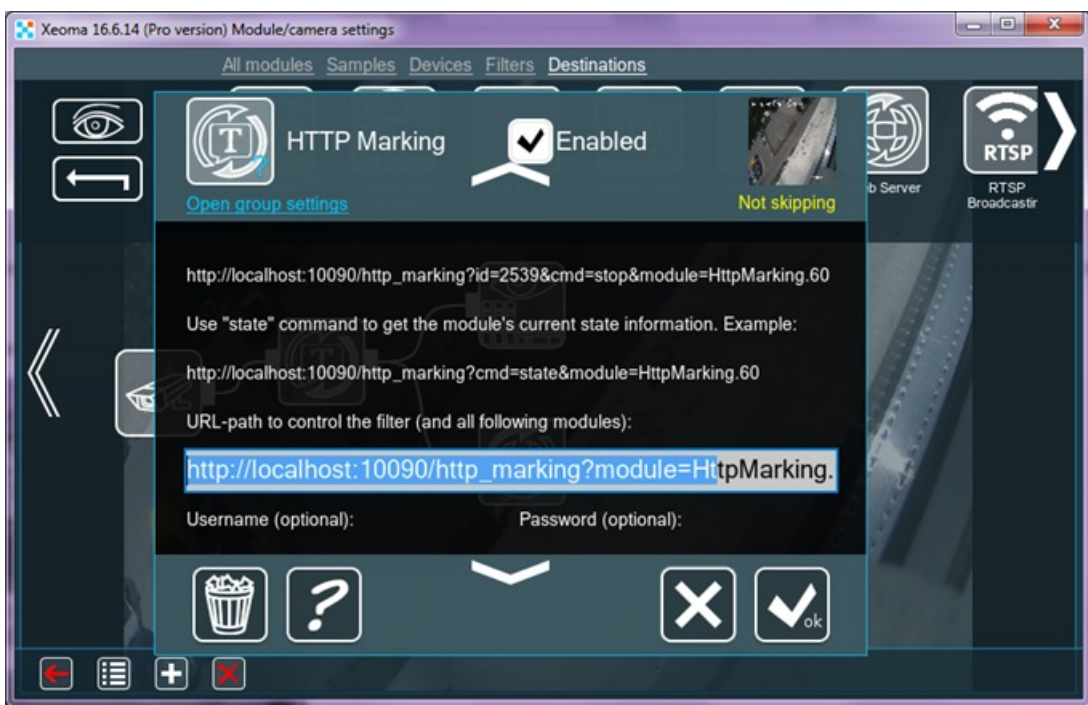 Xeoma 16.6.14 (Pro version) Module/camera settings
All modules Samples Devices Filters Destinations
T
HTTP Marking
Enabled
RTSP
Open group settings
Not skipping
b Server
RTSP
Broadcastir
http://localhost:10090/http_marking?id=2539&cmd=stop&module=HttpMarking.60
Use "state" command to get the module's current state information. Example:
http://localhost:10090/http_marking?cmd=state&module=HttpMarking.60
URL-path to control the filter (and all following modules):
http://localhost:10090/http_marking?module=HttpMarking.
Username (optional): Password (optional):
ok